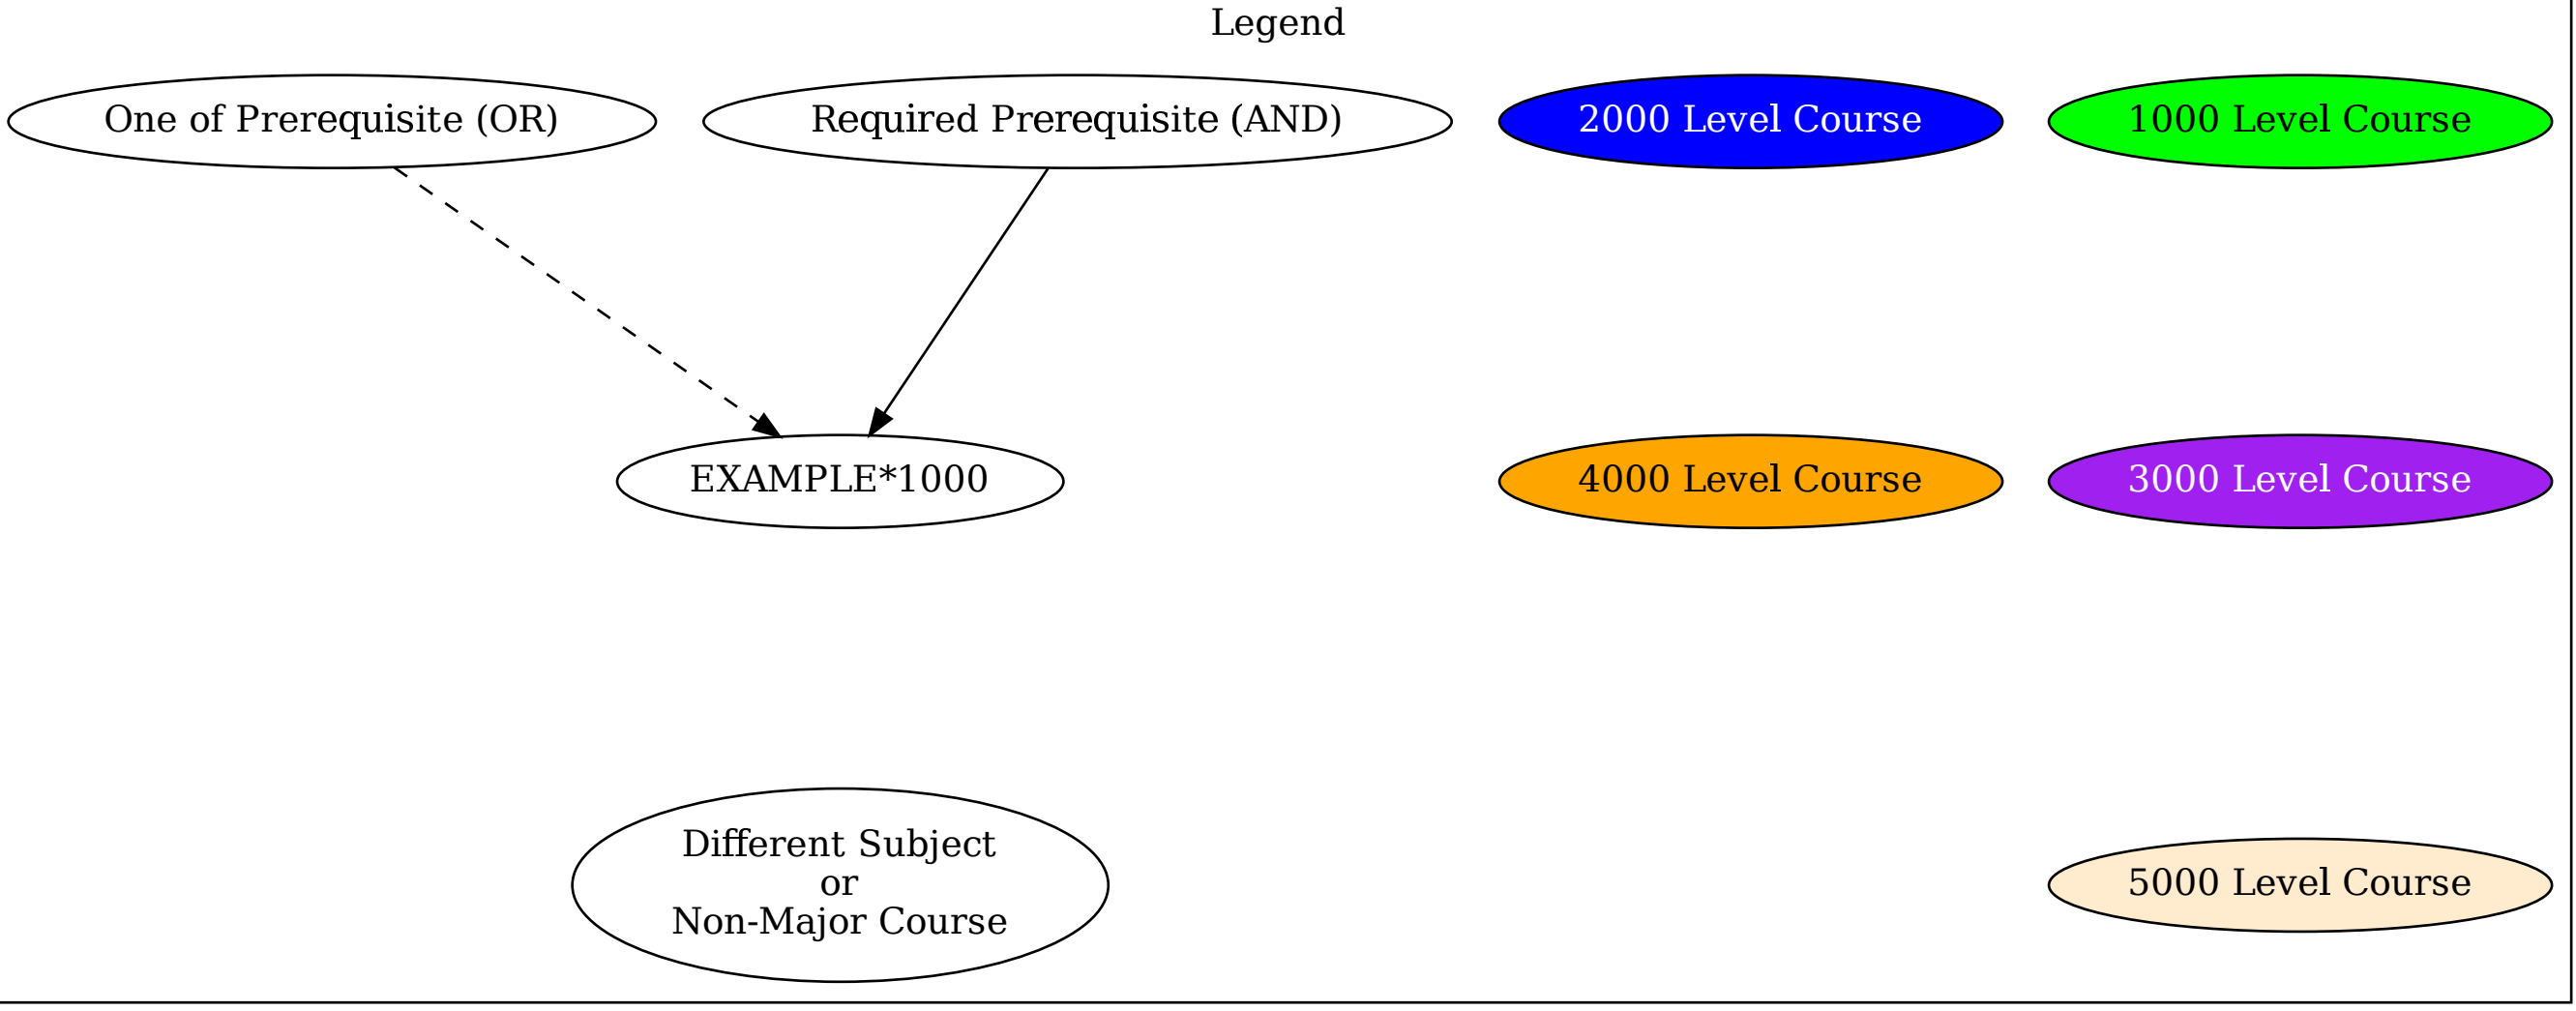 Legend
One of Prerequisite (OR)
Required Prerequisite (AND)
2000 Level Course
1000 Level Course
EXAMPLE*1000
4000 Level Course
3000 Level Course
Different Subject
or
Non-Major Course
5000 Level Course